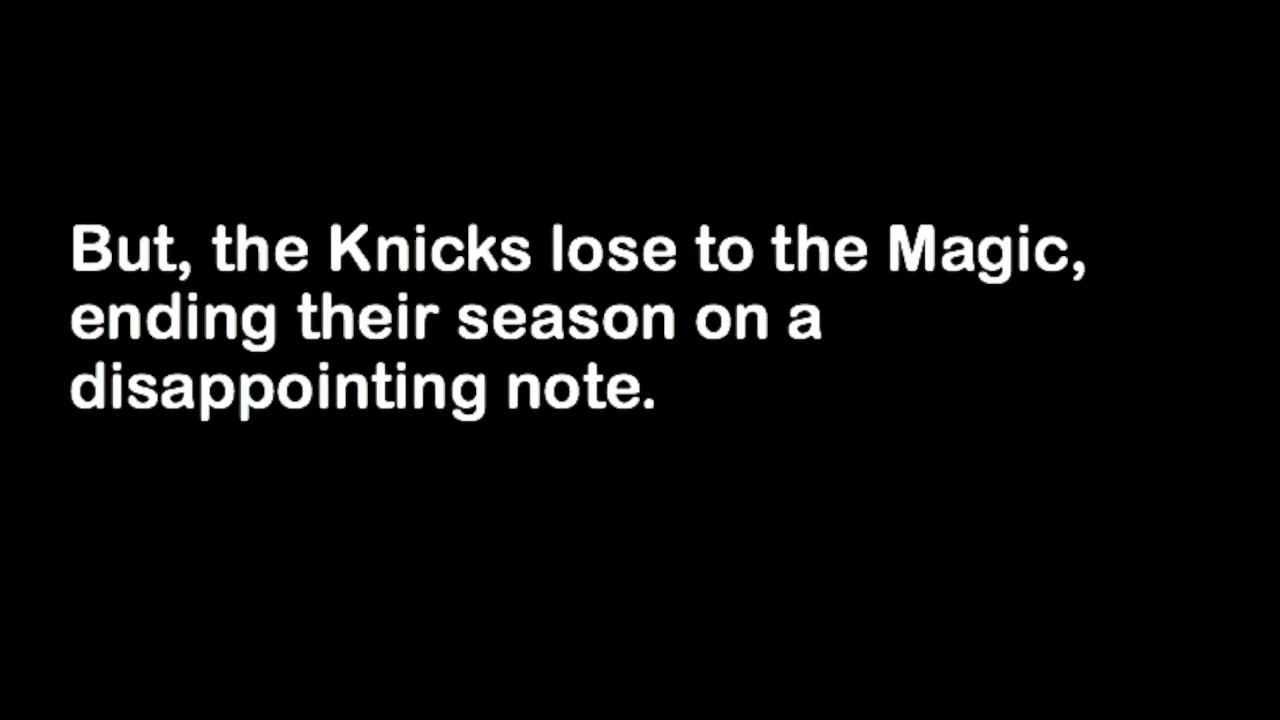 But, the Knicks lose to the Magic,
ending their season on a
disappointing note.